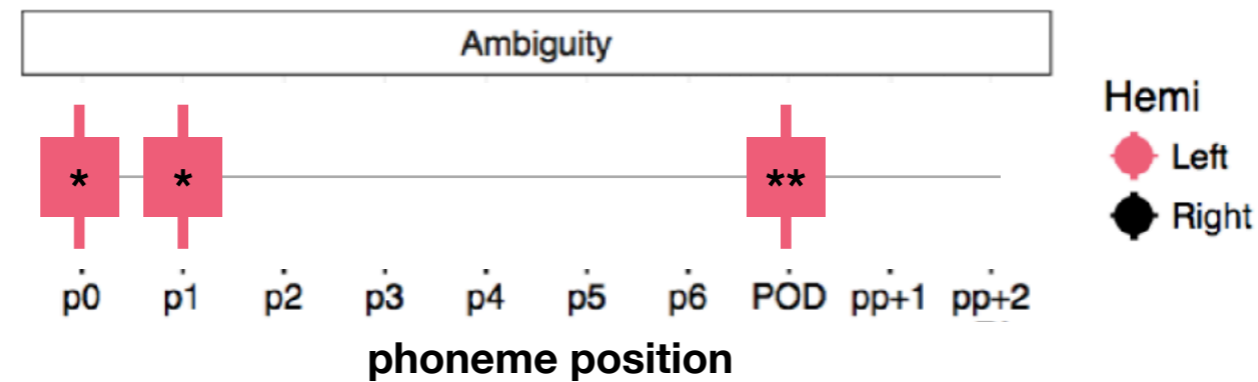 Ambiguity
* * **
p0 p1 p2 p3 p4 p5 p6 POD pp+1 pp+2
phoneme position
Hemi
Left
Right